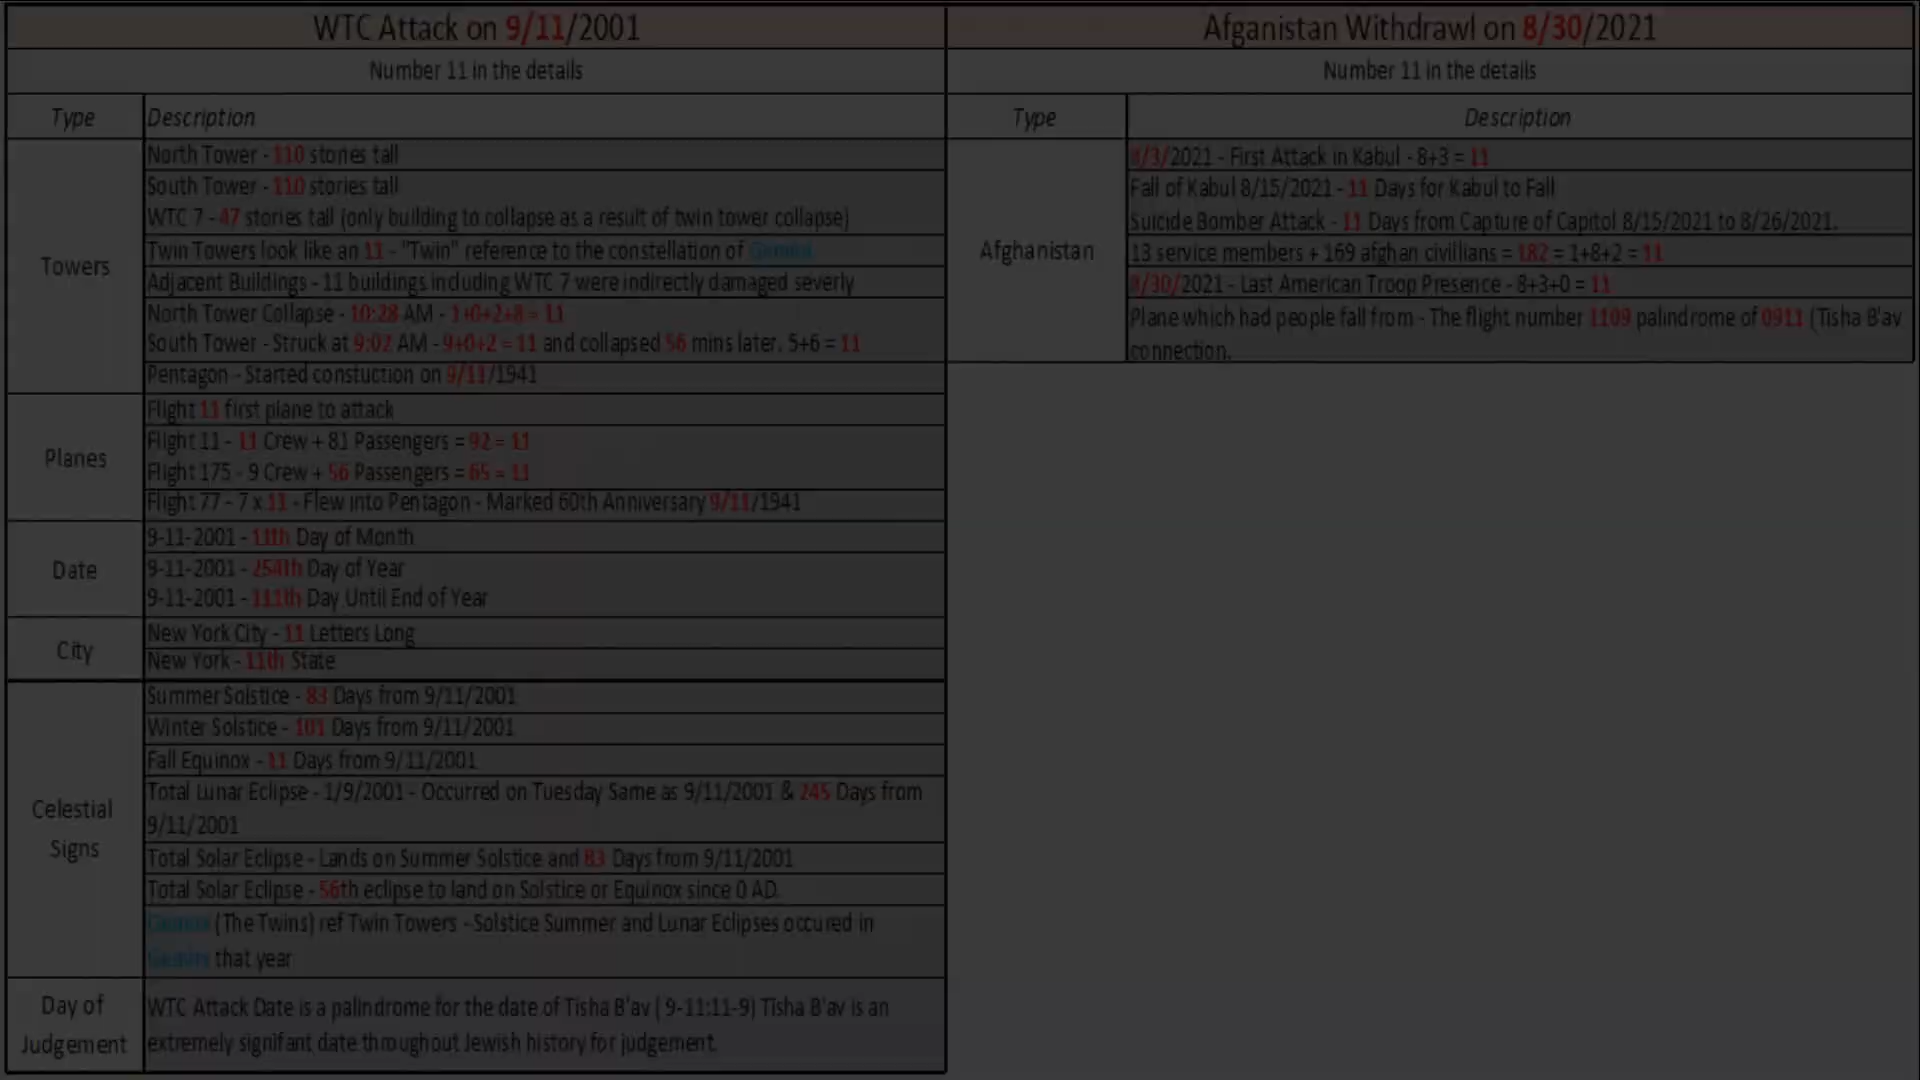 WTC Attack on 9/11/2001
Number 11 in the details
Type
Description
Towers
North Tower - 110 stories tall
South Tower - 110 stories tall
WTC 7 - 47 stories tall (only building to collapse as a result of twin tower collapse)
Twin Towers look like an 11 - "Twin" reference to the constellation of Gemini
Adjacent Buildings - 11 buildings including WTC 7 were indirectly damaged severly
North Tower Collapse - 10:28 AM - 1+0+2+8 = 11
South Tower - Struck at 9:02 AM - 9+0+2 = 11 and collapsed 56 mins later. 5+6 = 11
Pentagon - Started constuction on 9/11/1941
Planes
Flight 11 first plane to attack
Flight 11 - 11 Crew + 81 Passengers = 92 = 11
Flight 175 - 9 Crew + 56 Passengers = 65 = 11
Flight 77 - 7 x 11 - Flew into Pentagon - Marked 60th Anniversary 9/11/1941
Date
9-11-2001 - 11th Day of Month
9-11-2001 - 254th Day of Year
9-11-2001 - 111th Day Until End of Year
City
New York City - 11 Letters Long
New York - 11th State
Celestial
Signs
Summer Solstice - 83 Days from 9/11/2001
Winter Solstice - 101 Days from 9/11/2001
Fall Equinox - 11 Days from 9/11/2001
Total Lunar Eclipse - 1/9/2001 - Occurred on Tuesday Same as 9/11/2001 & 245 Days from
9/11/2001
Total Solar Eclipse - Lands on Summer Solstice and 83 Days from 9/11/2001
Total Solar Eclipse - 56th eclipse to land on Solstice or Equinox since 0 AD.
Gemini (The Twins) ref Twin Towers - Solstice Summer and Lunar Eclipses occured in
Gemini that year
Day of
Judgement
WTC Attack Date is a palindrome for the date of Tisha B'av ( 9-11:11-9) Tisha B'av is an
extremely signifant date throughout Jewish history for judgement.
Afganistan Withdrawl on 8/30/2021
Number 11 in the details
Type
Description
Afghanistan
8/3/2021 - First Attack in Kabul - 8+3 = 11
Fall of Kabul 8/15/2021 - 11 Days for Kabul to Fall
Suicide Bomber Attack - 11 Days from Capture of Capitol 8/15/2021 to 8/26/2021.
13 service members + 169 afghan civillians = 182 = 1+8+2 = 11
8/30/2021 - Last American Troop Presence - 8+3+0 = 11
Plane which had people fall from - The flight number 1109 palindrome of 0911 (Tisha B'av
connection.